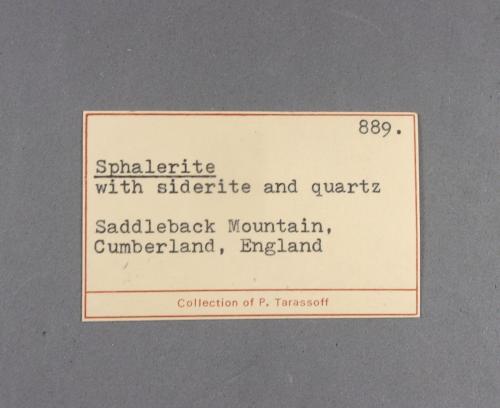 889.
Sphalerite
with siderite and quartz
Saddleback Mountain,
Cumberland, England
Collection of P. Tarassoff